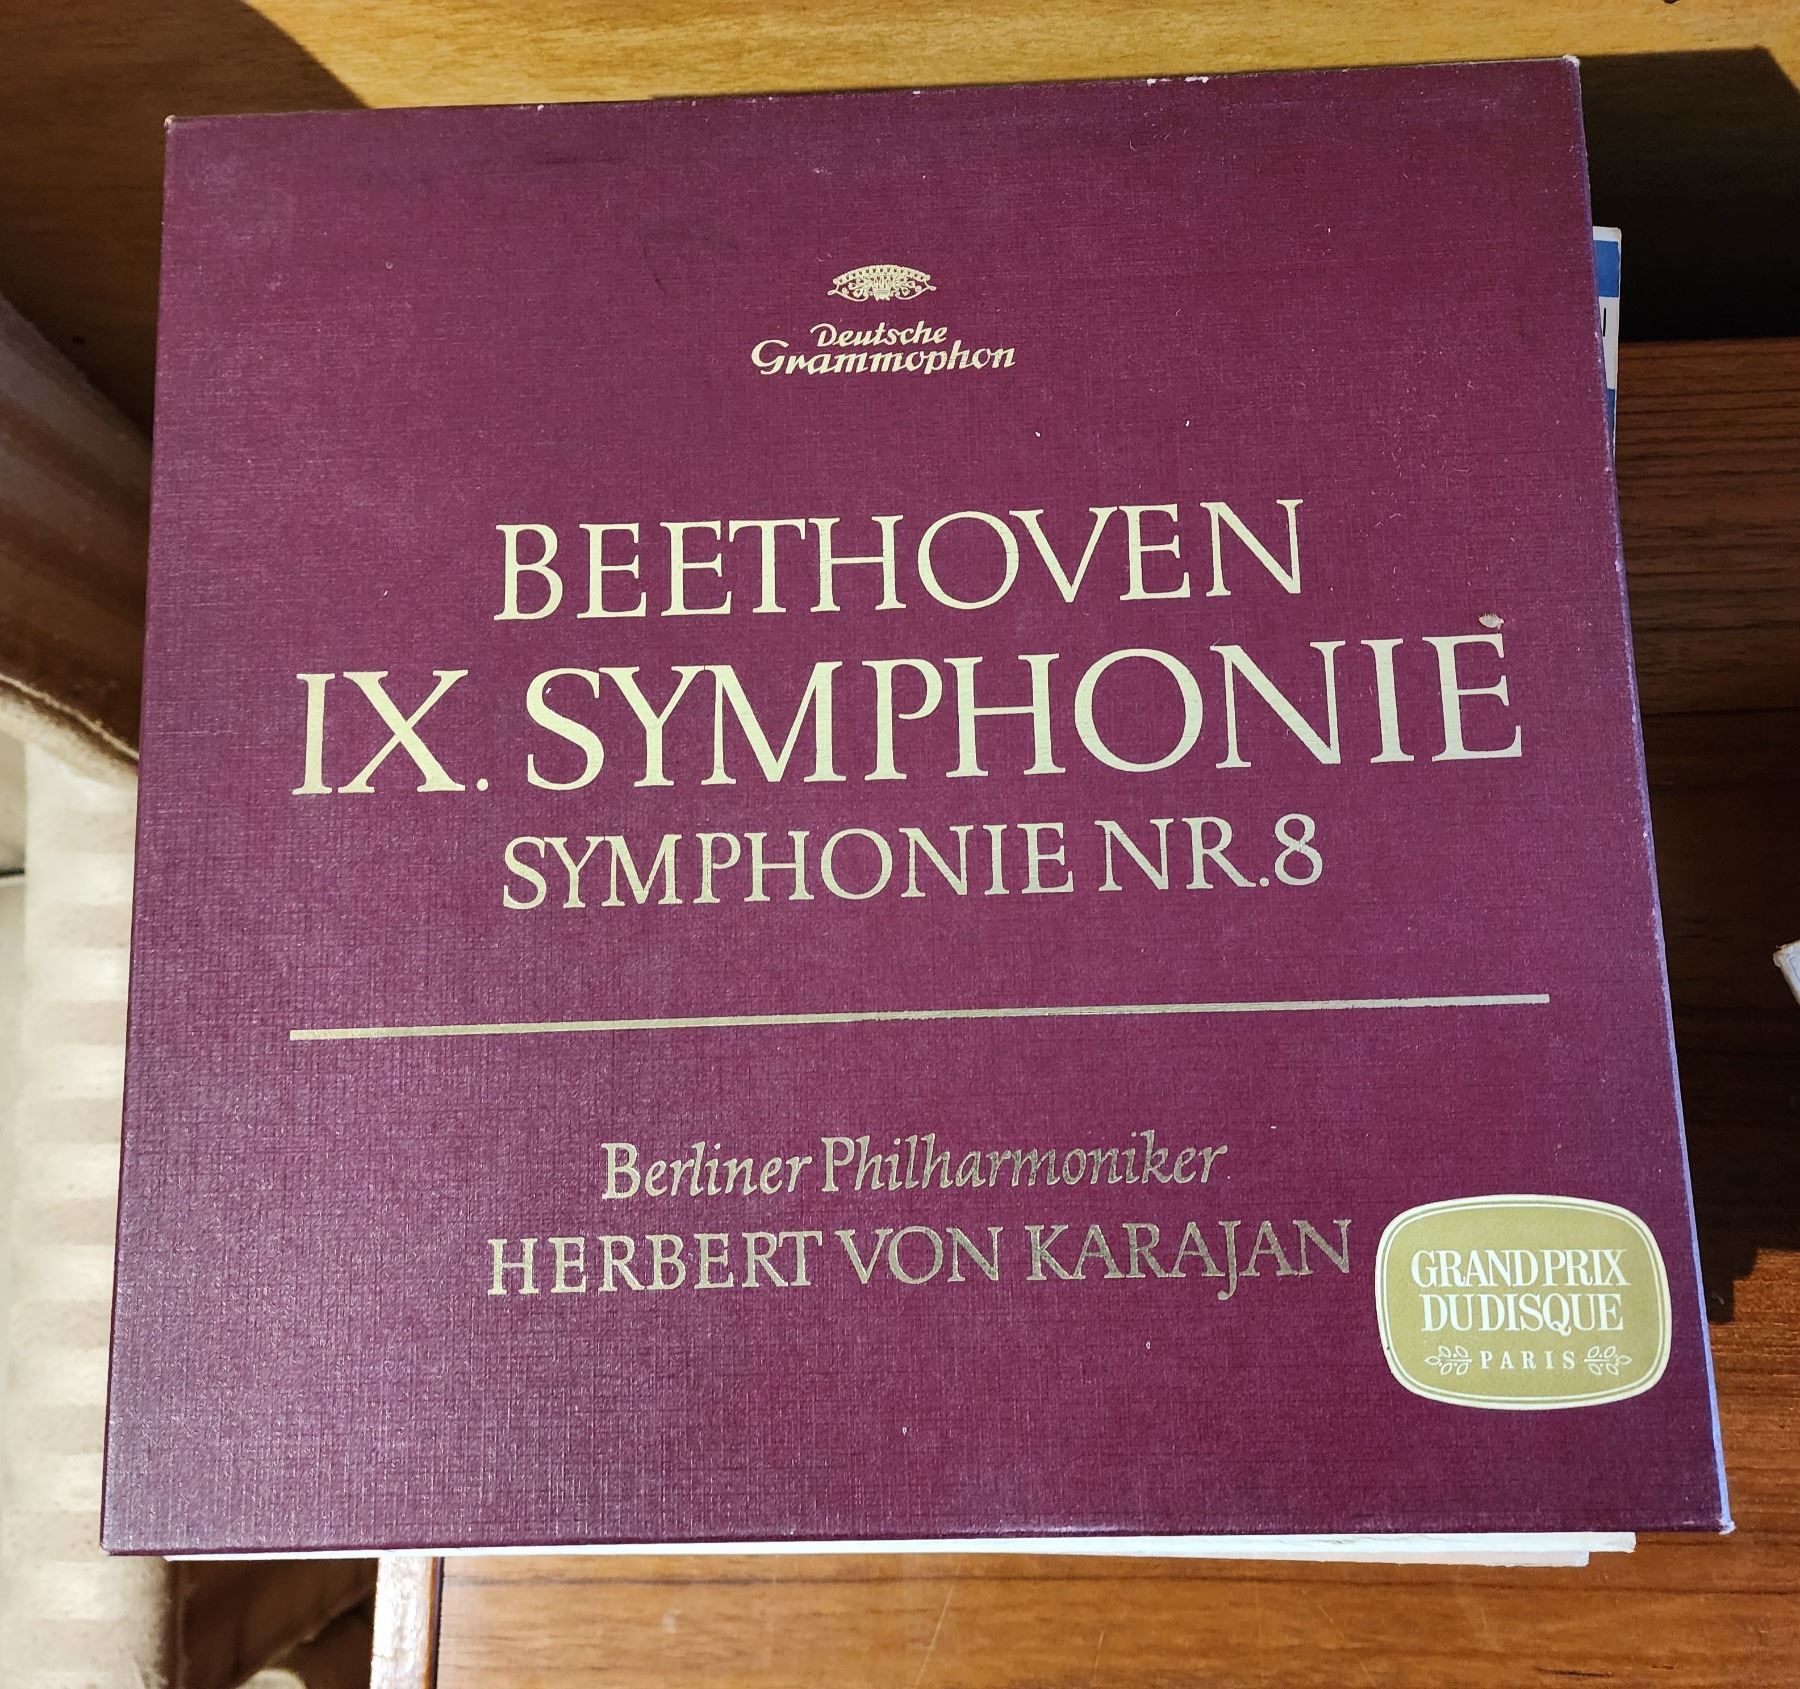 Deutsche
Grammophon
BEETHOVEN
IX. SYMPHONIE
SYMPHONIE NR.8
Berliner Philharmoniker
HERBERT VON KARAJAN
GRAND PRIX
DU DISQUE
PARIS